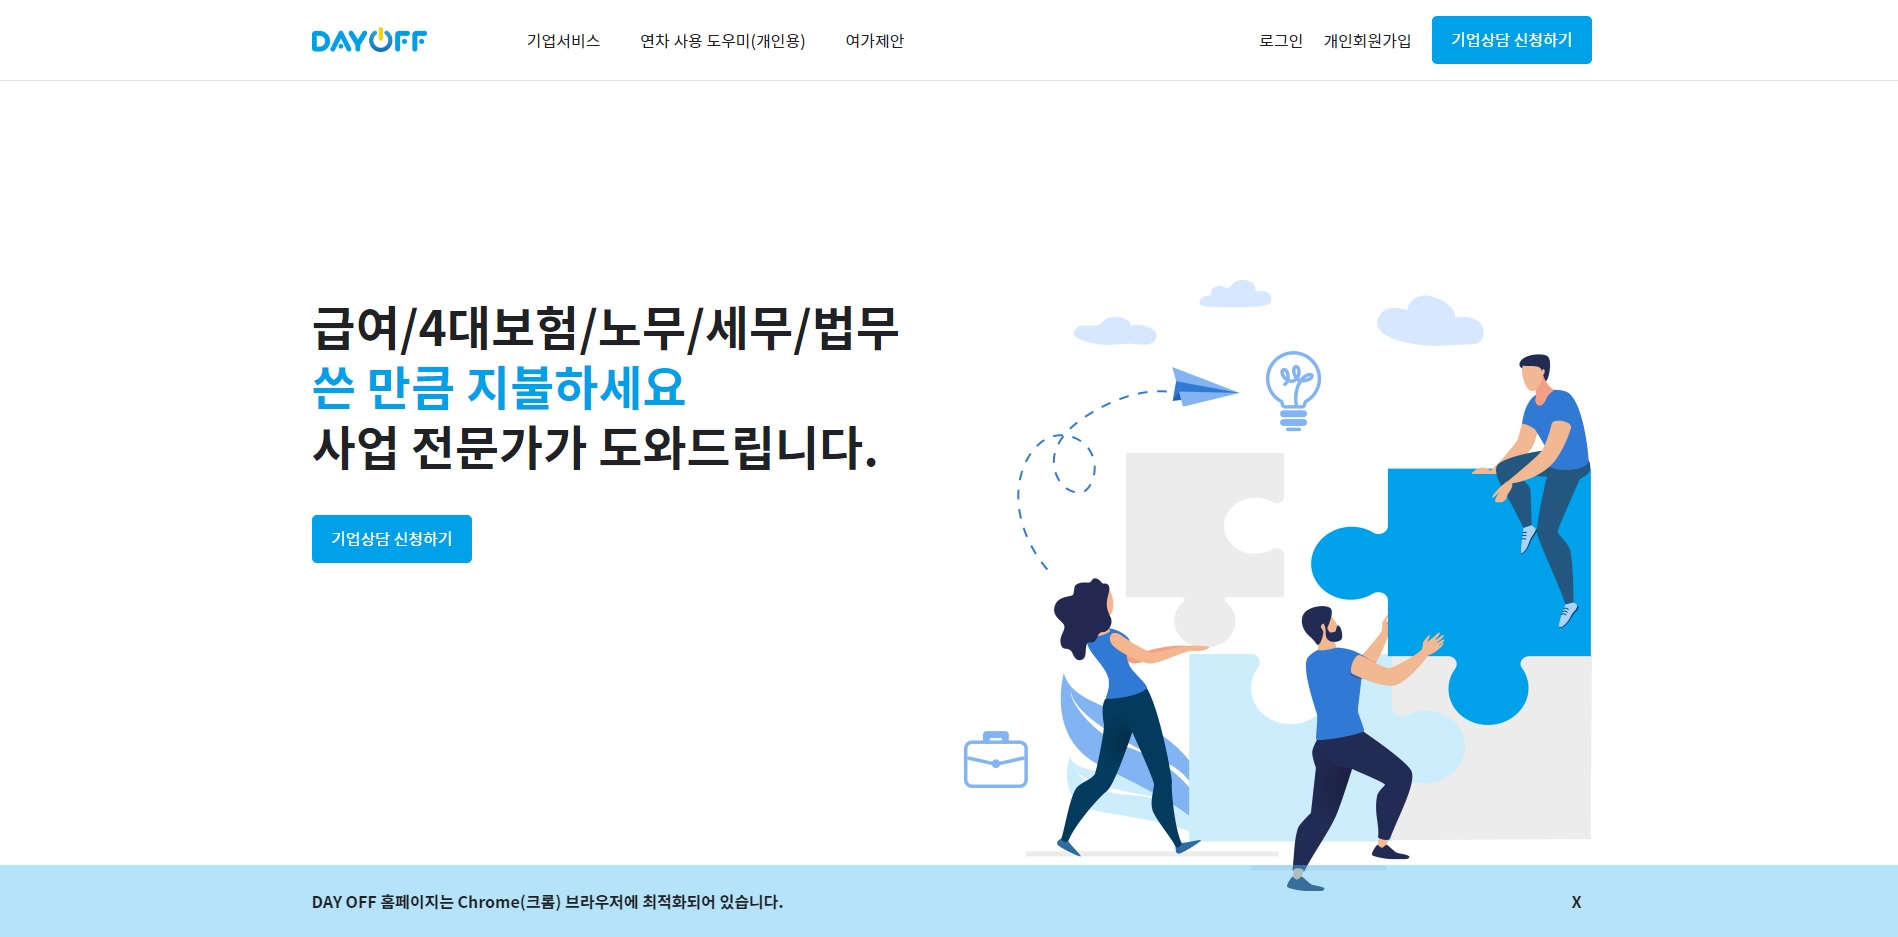 DAYOFF
기업서비스 연차 사용 도우미(개인용) 여가제안 로그인 개인회원가입 기업상담 신청하기
급여/4대보험/노무/세무/법무
쓴 만큼 지불하세요
사업 전문가가 도와드립니다.
기업상담 신청하기
DAY OFF 홈페이지는 Chrome(크롬) 브라우저에 최적화되어 있습니다. X